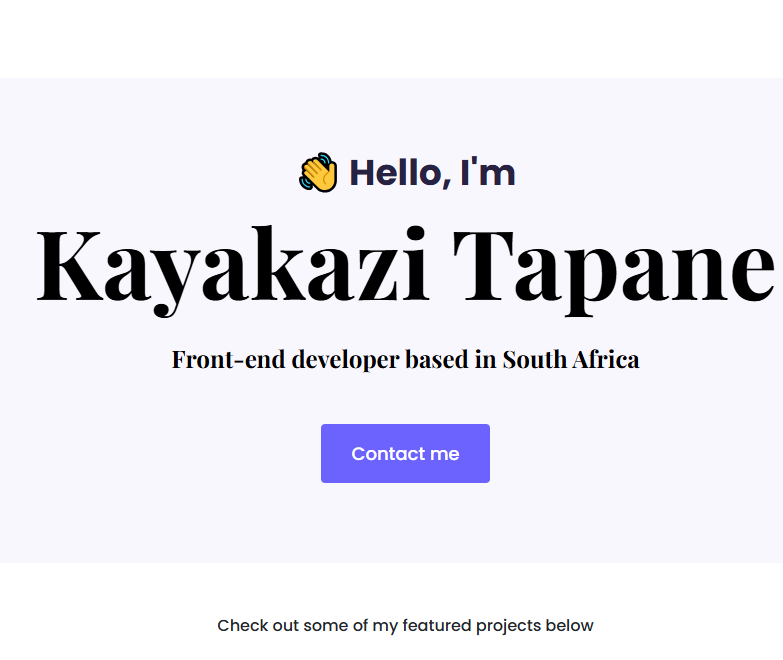 👋 Hello, I'm
Kayakazi Tapane
Front-end developer based in South Africa
Contact me
Check out some of my featured projects below